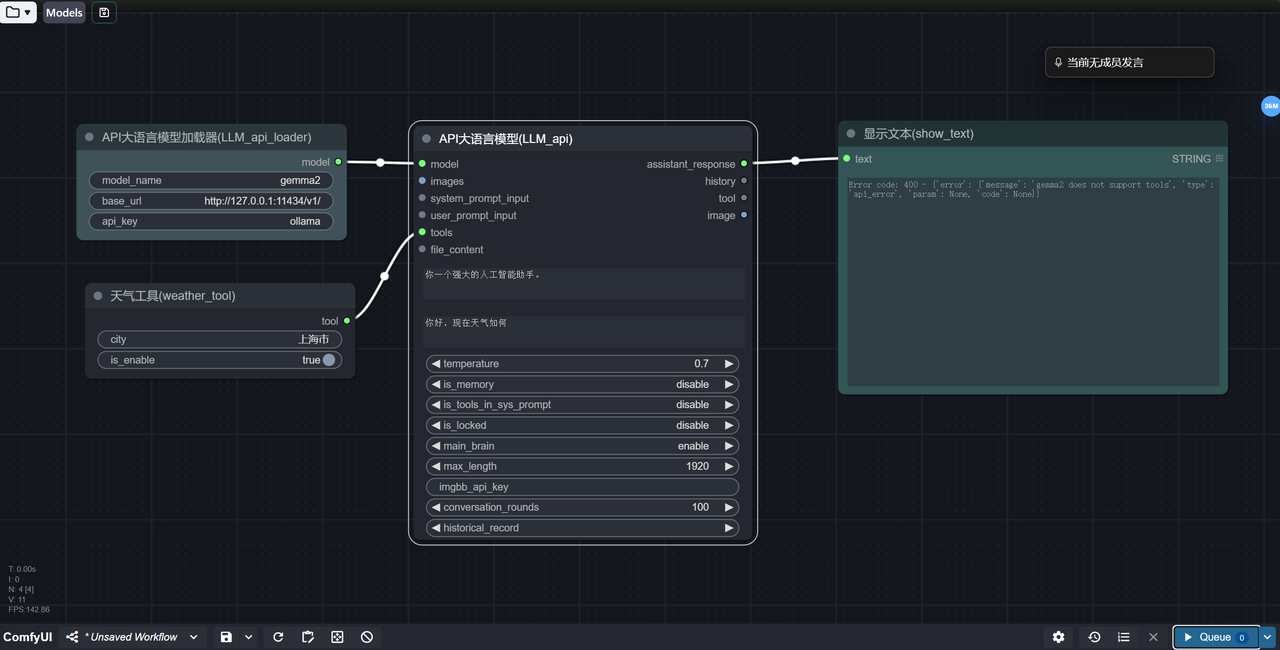 Models
当前无成员发言
36M
API大语言模型加载器(LLM_api_loader)
model
model_name gemma2
base_url http://127.0.0.1:11434/v1/
api_key ollama
天气工具(weather_tool)
tool
city 上海市
is_enable true
API大语言模型(LLM_api)
model assistant_response
images history
system_prompt_input tool
user_prompt_input image
tools
file_content
你一个强大的人工智能助手。
你好，现在天气如何
temperature 0.7
is_memory disable
is_tools_in_sys_prompt disable
is_locked disable
main_brain enable
max_length 1920
imgbb_api_key
conversation_rounds 100
historical_record
显示文本(show_text)
text STRING
Error code: 400 - {'error': {'message': 'gemma2 does not support tools', 'type':
'api_error', 'param': None, 'code': None}}
T: 0.00s
I: 0
N: 4 [4]
V: 11
FPS:142.86
ComfyUI * Unsaved Workflow Queue 0